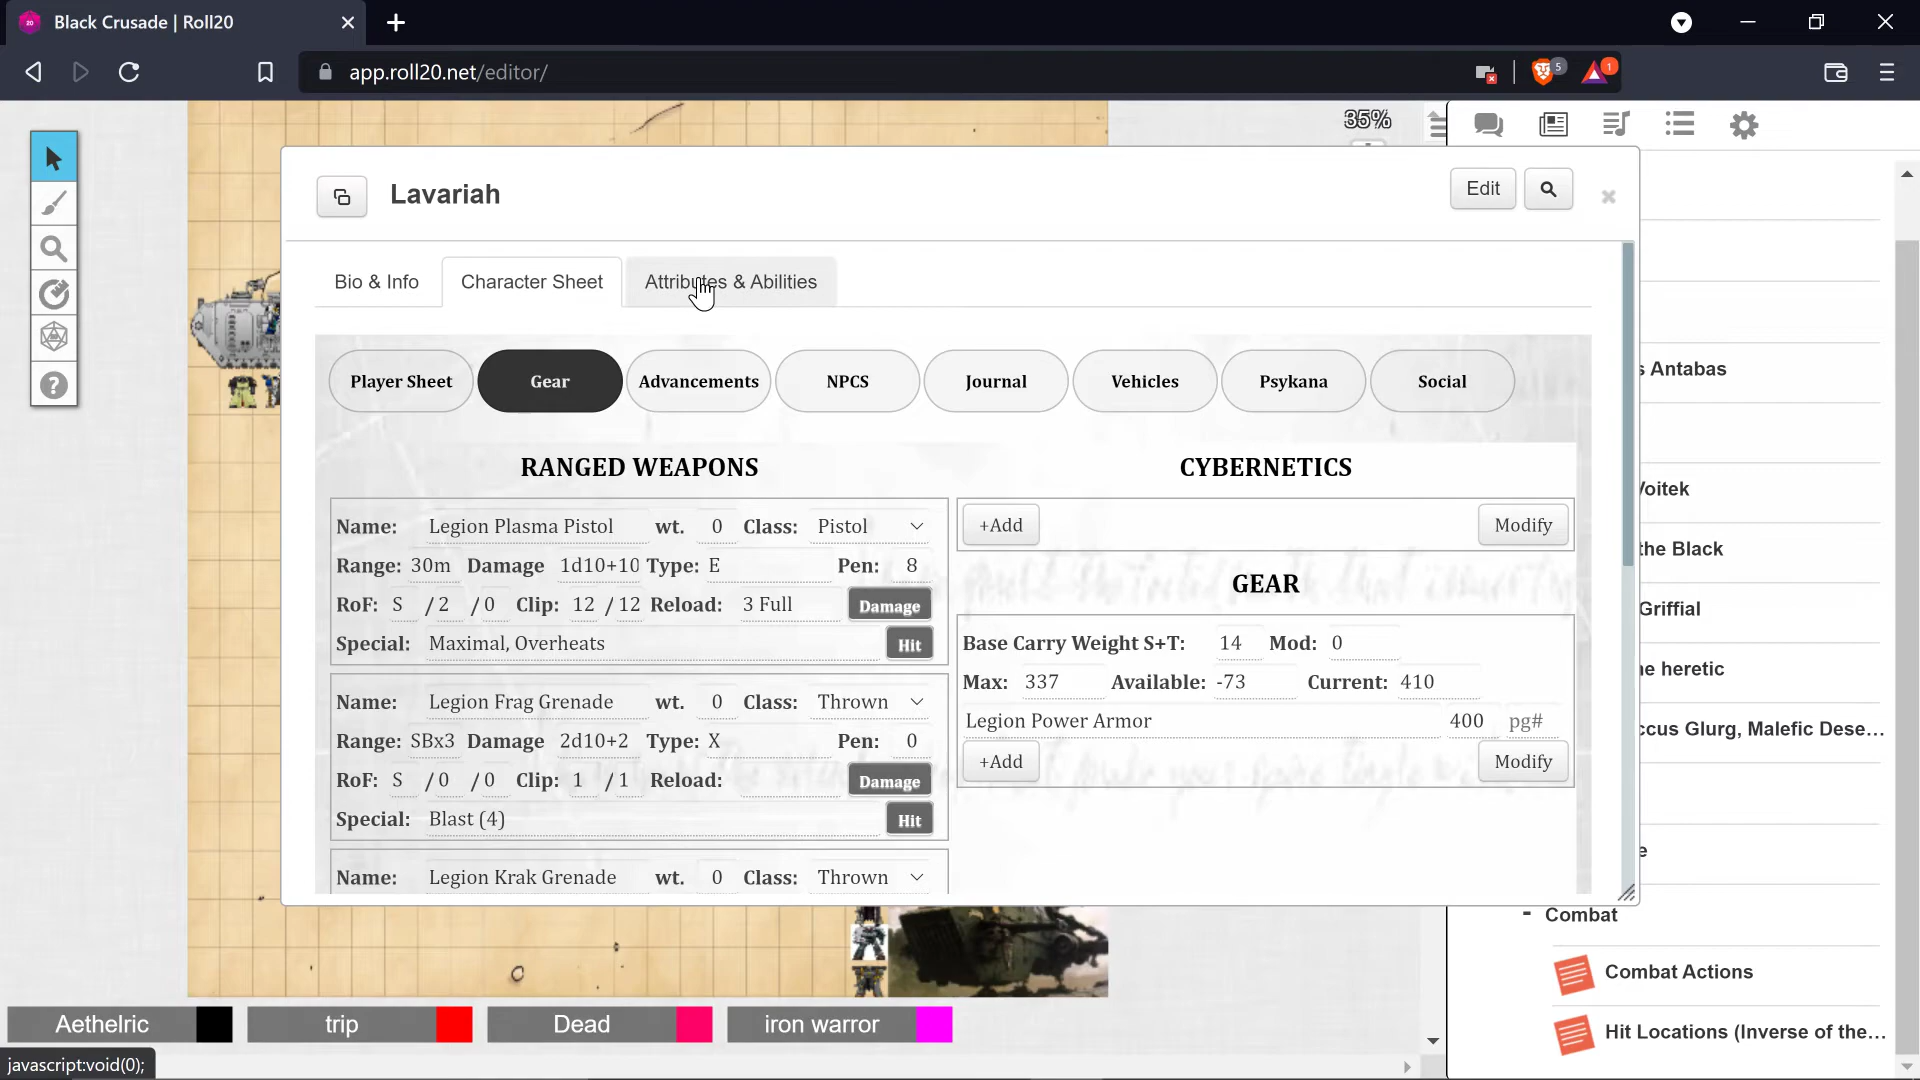 Black Crusade | Roll20
app.roll20.net/editor/
5
1
35%
Lavariah
Edit
Bio & Info
Character Sheet
Attributes & Abilities
Player Sheet
Gear
Advancements
NPCS
Journal
Vehicles
Psykana
Social
RANGED WEAPONS
Name: Legion Plasma Pistol wt. 0 Class: Pistol
Range: 30m Damage 1d10+10 Type: E Pen: 8
RoF: S /2 /0 Clip: 12 /12 Reload: 3 Full Damage
Special: Maximal, Overheats Hit
Name: Legion Frag Grenade wt. 0 Class: Thrown
Range: SBx3 Damage 2d10+2 Type: X Pen: 0
RoF: S /0 /0 Clip: 1 /1 Reload: Damage
Special: Blast (4) Hit
Name: Legion Krak Grenade wt. 0 Class: Thrown
CYBERNETICS
+Add Modify
GEAR
Base Carry Weight S+T: 14 Mod: 0
Max: 337 Available: -73 Current: 410
Legion Power Armor 400 pg#
+Add Modify
s Antabas
Voitek
the Black
Griffial
ne heretic
ccus Glurg, Malefic Dese...
e
- Combat
Combat Actions
Hit Locations (Inverse of the...
Aethelric
trip
Dead
iron warror
javascript:void(0);